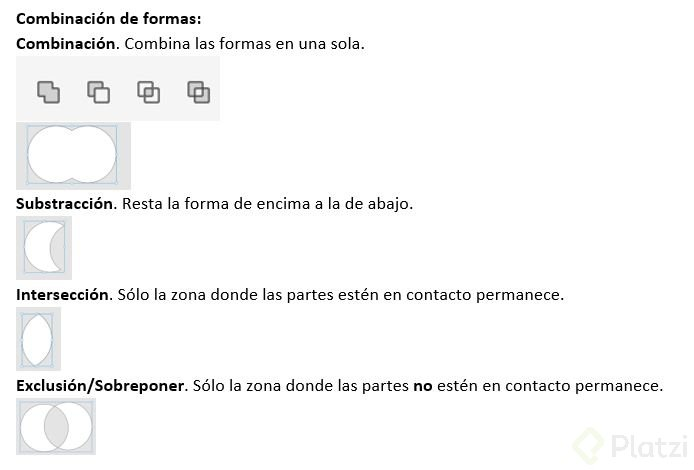 Combinación de formas:
Combinación. Combina las formas en una sola.
Substracción. Resta la forma de encima a la de abajo.
Intersección. Sólo la zona donde las partes estén en contacto permanece.
Exclusión/Sobreponer. Sólo la zona donde las partes no estén en contacto permanece.
Platzi